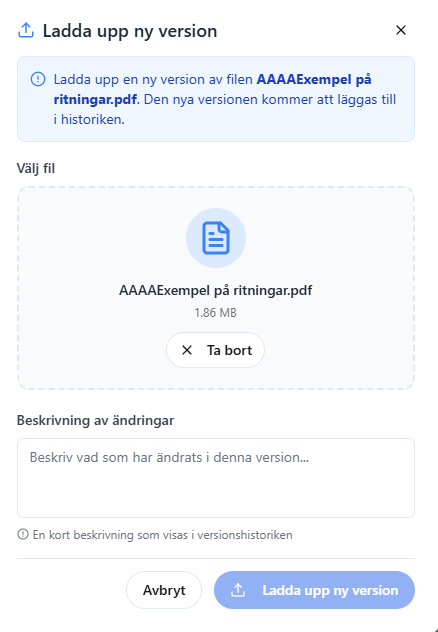 Ladda upp ny version
Ladda upp en ny version av filen AAAAExempel på
ritningar.pdf. Den nya versionen kommer att läggas till
i historiken.
Välj fil
AAAAExempel på ritningar.pdf
1.86 MB
Ta bort
Beskrivning av ändringar
Beskriv vad som har ändrats i denna version...
En kort beskrivning som visas i versionshistoriken
Avbryt
Ladda upp ny version